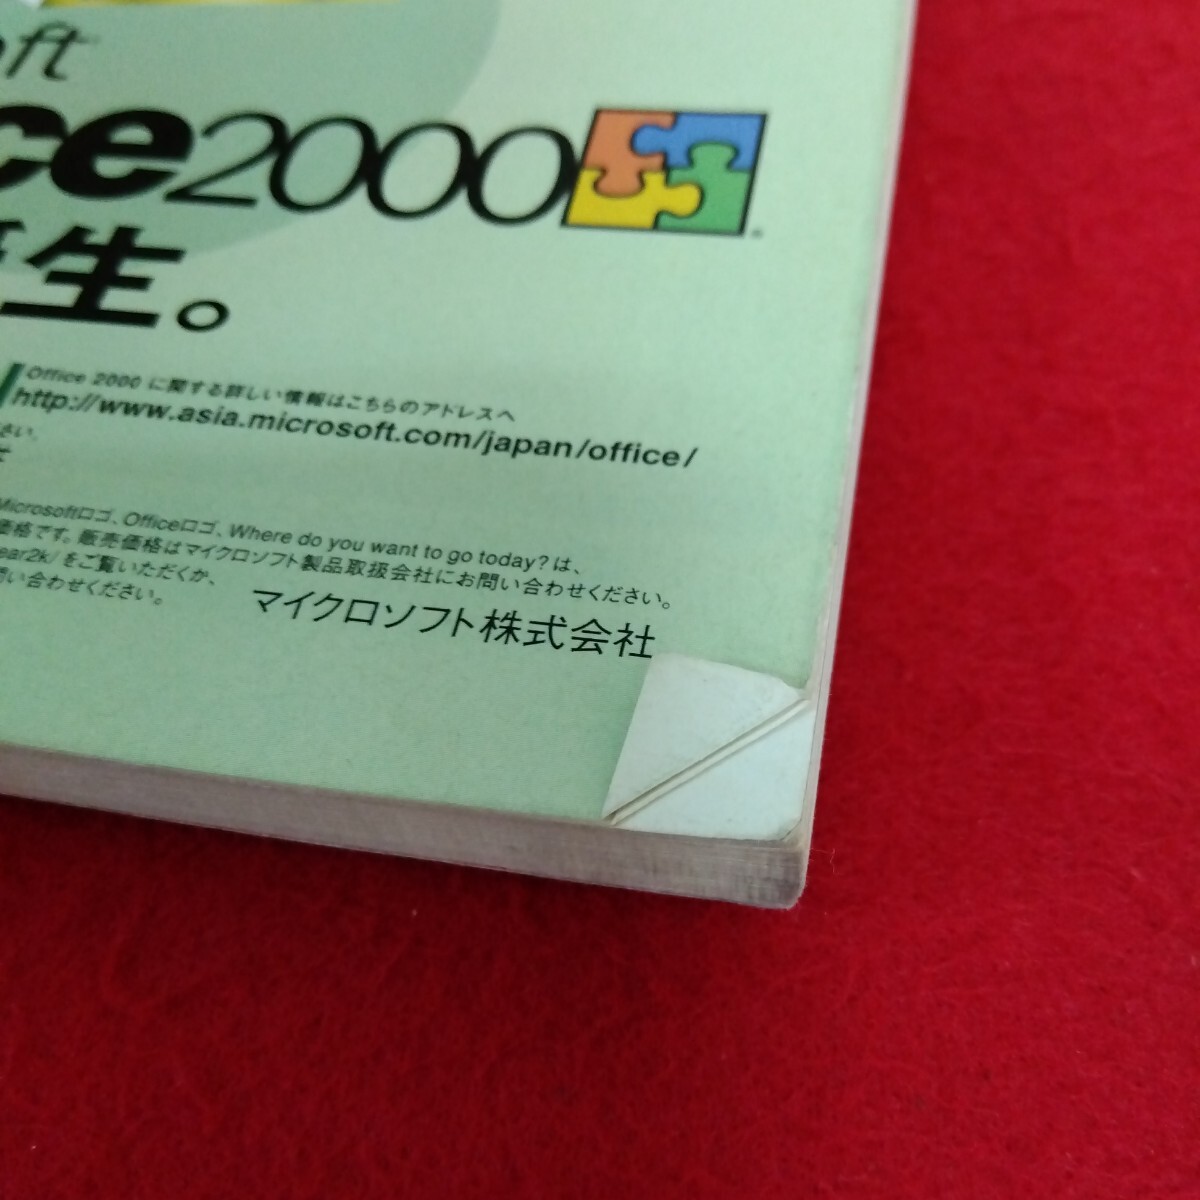 ft
ce2000
生。
Office 2000 に関する詳しい情報はこちらのアドレスへ
http://www.asia.microsoft.com/japan/office/
さい。
Microsoftロゴ、Officeロゴ、Where do you want to go today? は、
価格です。販売価格はマイクロソフト製品取扱会社にお問い合わせください。
ear2k/ をご覧いただくか、
問い合わせください。
マイクロソフト株式会社